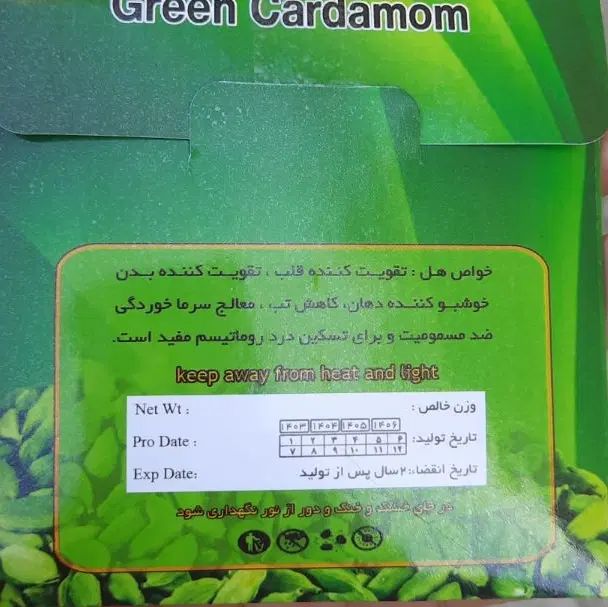 Green Cardamom
خواص هل : تقویت کننده قلب ، تقویت کننده بدن
خوشبو کننده دهان، کاهش تب ، معالج سرما خوردگی
ضد مسمومیت و برای تسکین درد روماتیسم مفید است.
keep away from heat and light
Net Wt : وزن خالص :
۱۴۰۳ ۱۴۰۴ ۱۴۰۵ ۱۴۰۶
Pro Date : تاریخ تولید:
۱ ۲ ۳ ۴ ۵ ۶
۷ ۸ ۹ ۱۰ ۱۱ ۱۲
Exp Date: تاریخ انقضاء: ۲سال پس از تولید
در جای خشک و خنک و دور از نور نگهداری شود